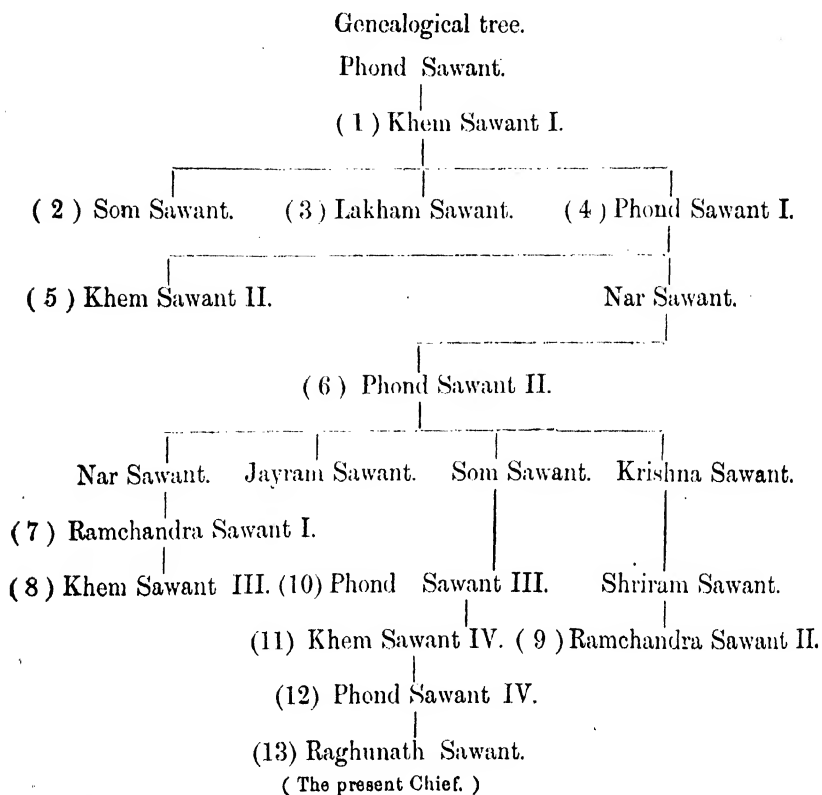 Genealogical tree.
Phond Sawant.
( 1 ) Khem Sawant I.
( 2 ) Som Sawant. ( 3 ) Lakham Sawant. ( 4 ) Phond Sawant I.
( 5 ) Khem Sawant II. Nar Sawant.
( 6 ) Phond Sawant II.
Nar Sawant. Jayram Sawant. Som Sawant. Krishna Sawant.
( 7 ) Ramchandra Sawant I.
( 8 ) Khem Sawant III. (10) Phond Sawant III. Shriram Sawant.
(11) Khem Sawant IV. ( 9 ) Ramchandra Sawant II.
(12) Phond Sawant IV.
(13) Raghunath Sawant.
( The present Chief. )